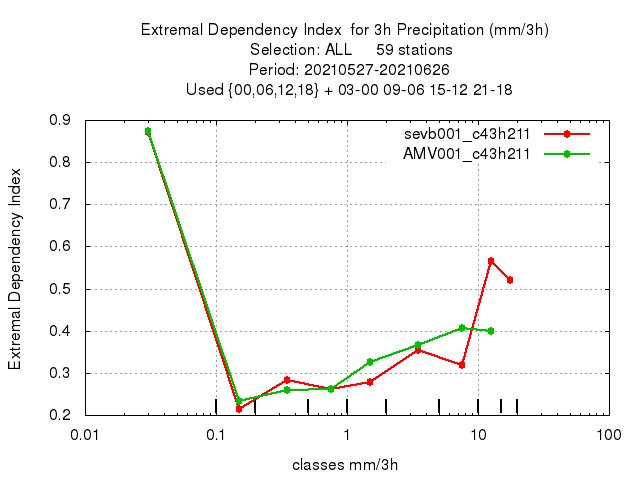 Extremal Dependency Index  for 3h Precipitation (mm/3h)
Selection: ALL     59 stations
Period: 20210527-20210626
Used {00,06,12,18} + 03-00 09-06 15-12 21-18
sevb001_c43h211
AMV001_c43h211
Extremal Dependency Index
0.9
0.8
0.7
0.6
0.5
0.4
0.3
0.2
0.01
0.1
1
10
100
classes mm/3h